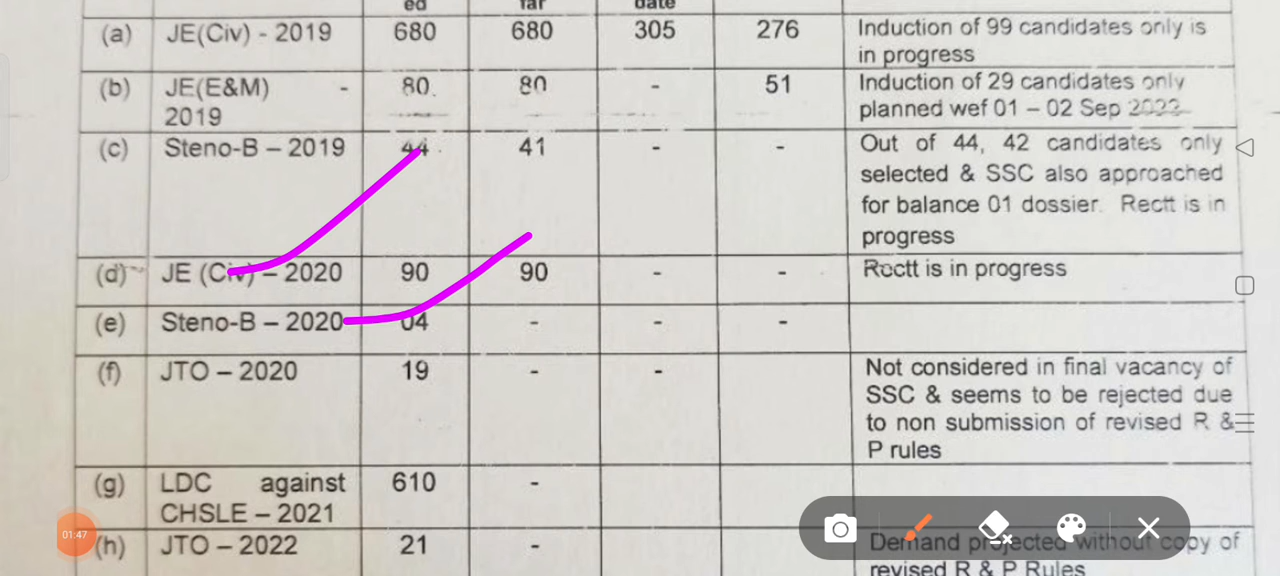 ed far date
(a) JE(Civ) - 2019 680 680 305 276 Induction of 99 candidates only is
in progress
(b) JE(E&M) - 80 80 - 51 Induction of 29 candidates only
2019 planned wef 01 – 02 Sep 2022
(c) Steno-B – 2019 44 41 - - Out of 44, 42 candidates only
selected & SSC also approached
for balance 01 dossier. Rectt is in
progress
(d) JE (Civ) – 2020 90 90 - - Rectt is in progress
(e) Steno-B – 2020 04 - - -
(f) JTO – 2020 19 - - Not considered in final vacancy of
SSC & seems to be rejected due
to non submission of revised R &
P rules
(g) LDC against 610 -
CHSLE – 2021
(h) JTO – 2022 21 - Demand projected without copy of
revised R & P Rules
01:47